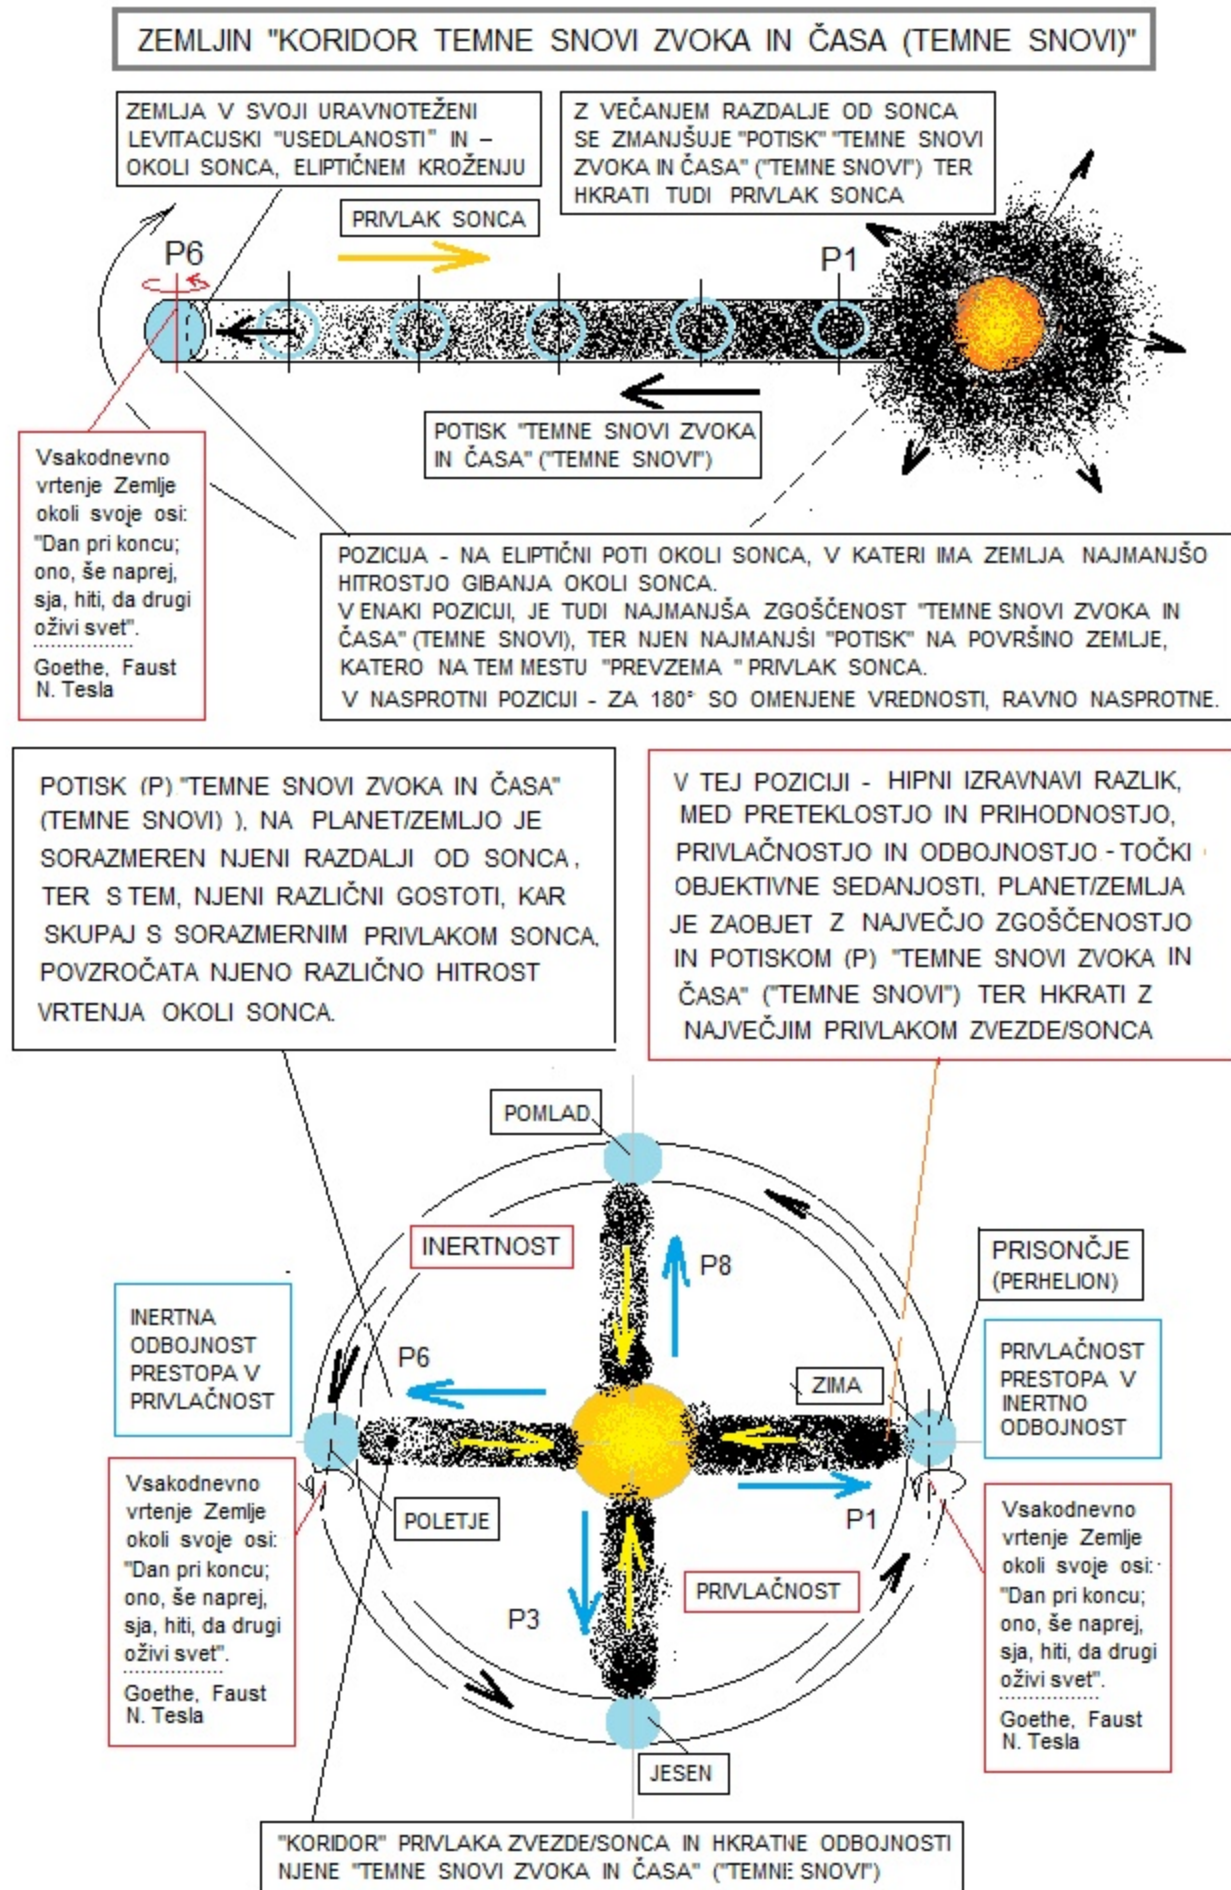 ZEMLJIN "KORIDOR TEMNE SNOVI ZVOKA IN ČASA (TEMNE SNOVI)"
ZEMLJA V SVOJI URAVNOTEŽENI
LEVITACIJSKI "USEDLANOSTI" IN –
OKOLI SONCA, ELIPTIČNEM KROŽENJU
Z VEČANJEM RAZDALJE OD SONCA
SE ZMANJŠUJE "POTISK" "TEMNE SNOVI
ZVOKA IN ČASA" ("TEMNE SNOVI") TER
HKRATI TUDI PRIVLAK SONCA
PRIVLAK SONCA
P6
P1
POTISK "TEMNE SNOVI ZVOKA
IN ČASA" ("TEMNE SNOVI")
Vsakodnevno
vrtenje Zemlje
okoli svoje osi:
"Dan pri koncu;
ono, še naprej,
sja, hiti, da drugi
oživi svet".
Goethe, Faust
N. Tesla
POZICIJA - NA ELIPTIČNI POTI OKOLI SONCA, V KATERI IMA ZEMLJA NAJMANJŠO
HITROSTJO GIBANJA OKOLI SONCA.
V ENAKI POZICIJI, JE TUDI NAJMANJŠA ZGOŠČENOST "TEMNE SNOVI ZVOKA IN
ČASA" (TEMNE SNOVI), TER NJEN NAJMANJŠI "POTISK" NA POVRŠINO ZEMLJE,
KATERO NA TEM MESTU "PREVZEMA " PRIVLAK SONCA.
V NASPROTNI POZICIJI - ZA 180° SO OMENJENE VREDNOSTI, RAVNO NASPROTNE.
POTISK (P) "TEMNE SNOVI ZVOKA IN ČASA"
(TEMNE SNOVI) ), NA PLANET/ZEMLJO JE
SORAZMEREN NJENI RAZDALJI OD SONCA,
TER S TEM, NJENI RAZLIČNI GOSTOTI, KAR
SKUPAJ S SORAZMERNIM PRIVLAKOM SONCA,
POVZROČATA NJENO RAZLIČNO HITROST
VRTENJA OKOLI SONCA.
V TEJ POZICIJI - HIPNI IZRAVNAVI RAZLIK,
MED PRETEKLOSTJO IN PRIHODNOSTJO,
PRIVLAČNOSTJO IN ODBOJNOSTJO - TOČKI
OBJEKTIVNE SEDANJOSTI, PLANET/ZEMLJA
JE ZAOBJET Z NAJVEČJO ZGOŠČENOSTJO
IN POTISKOM (P) "TEMNE SNOVI ZVOKA IN
ČASA" ("TEMNE SNOVI") TER HKRATI Z
NAJVEČJIM PRIVLAKOM ZVEZDE/SONCA
POMLAD
INERTNOST
P8
PRISONČJE
(PERHELION)
INERTNA
ODBOJNOST
PRESTOPA V
PRIVLAČNOST
P6
ZIMA
PRIVLAČNOST
PRESTOPA V
INERTNO
ODBOJNOST
Vsakodnevno
vrtenje Zemlje
okoli svoje osi:
"Dan pri koncu;
ono, še naprej,
sja, hiti, da drugi
oživi svet".
Goethe, Faust
N. Tesla
POLETJE
P1
P3
PRIVLAČNOST
Vsakodnevno
vrtenje Zemlje
okoli svoje osi:
"Dan pri koncu;
ono, še naprej,
sja, hiti, da drugi
oživi svet".
Goethe, Faust
N. Tesla
JESEN
"KORIDOR" PRIVLAKA ZVEZDE/SONCA IN HKRATNE ODBOJNOSTI
NJENE "TEMNE SNOVI ZVOKA IN ČASA" ("TEMNE SNOVI")